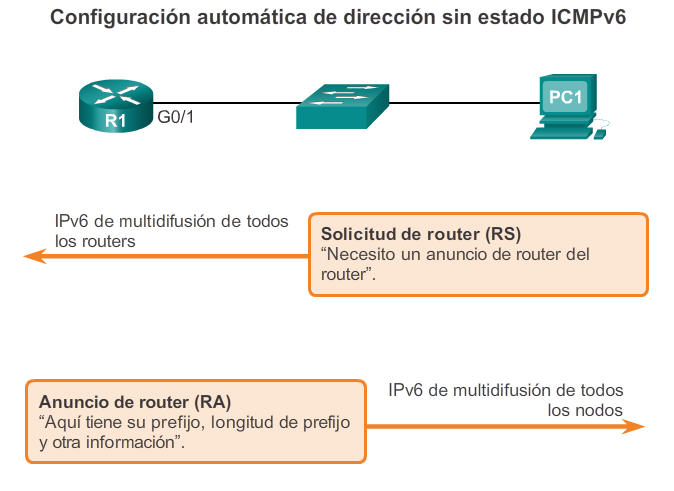 Configuración automática de dirección sin estado ICMPv6
R1
G0/1
PC1
IPv6 de multidifusión de todos
los routers
Solicitud de router (RS)
“Necesito un anuncio de router del
router”.
Anuncio de router (RA)
“Aquí tiene su prefijo, longitud de prefijo
y otra información”.
IPv6 de multidifusión de todos
los nodos